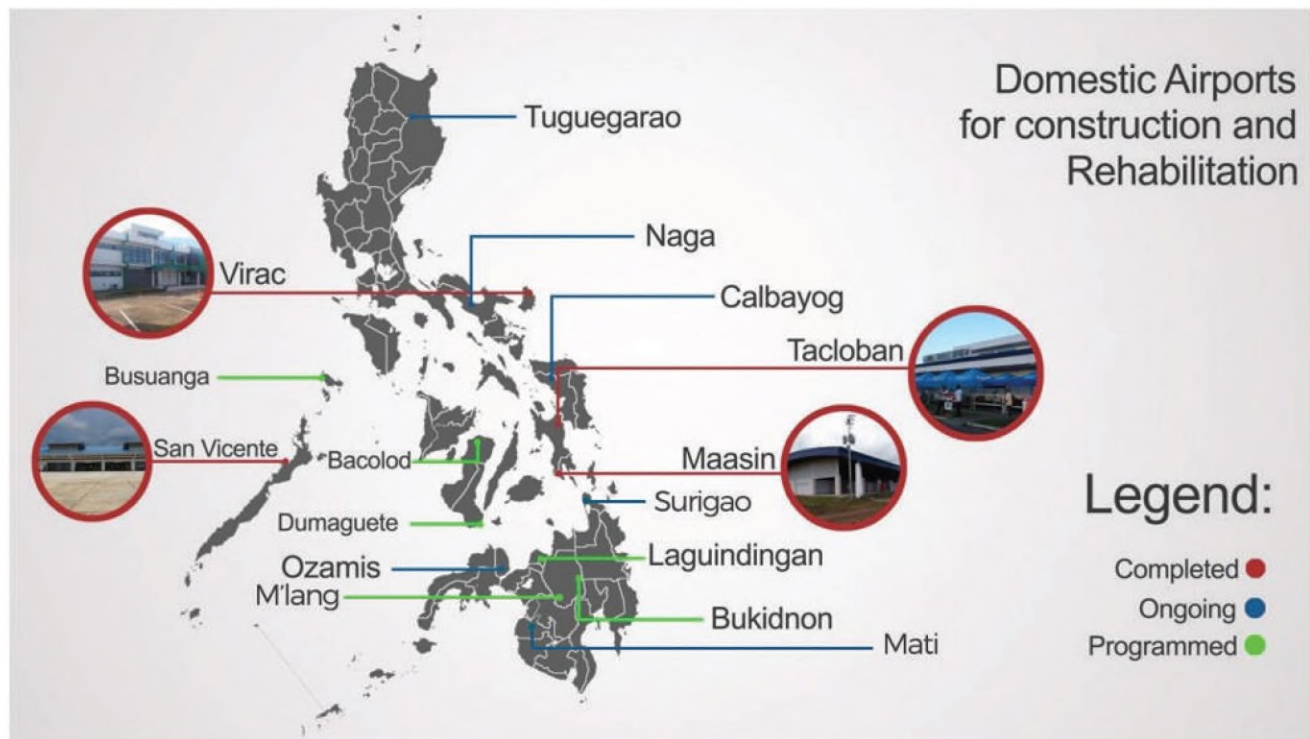 Domestic Airports
for construction and
Rehabilitation
Tuguegarao
Naga
Virac
Calbayog
Tacloban
Busuanga
San Vicente
Bacolod
Maasin
Surigao
Dumaguete
Laguindingan
Ozamis
M'lang
Bukidnon
Mati
Legend:
Completed
Ongoing
Programmed